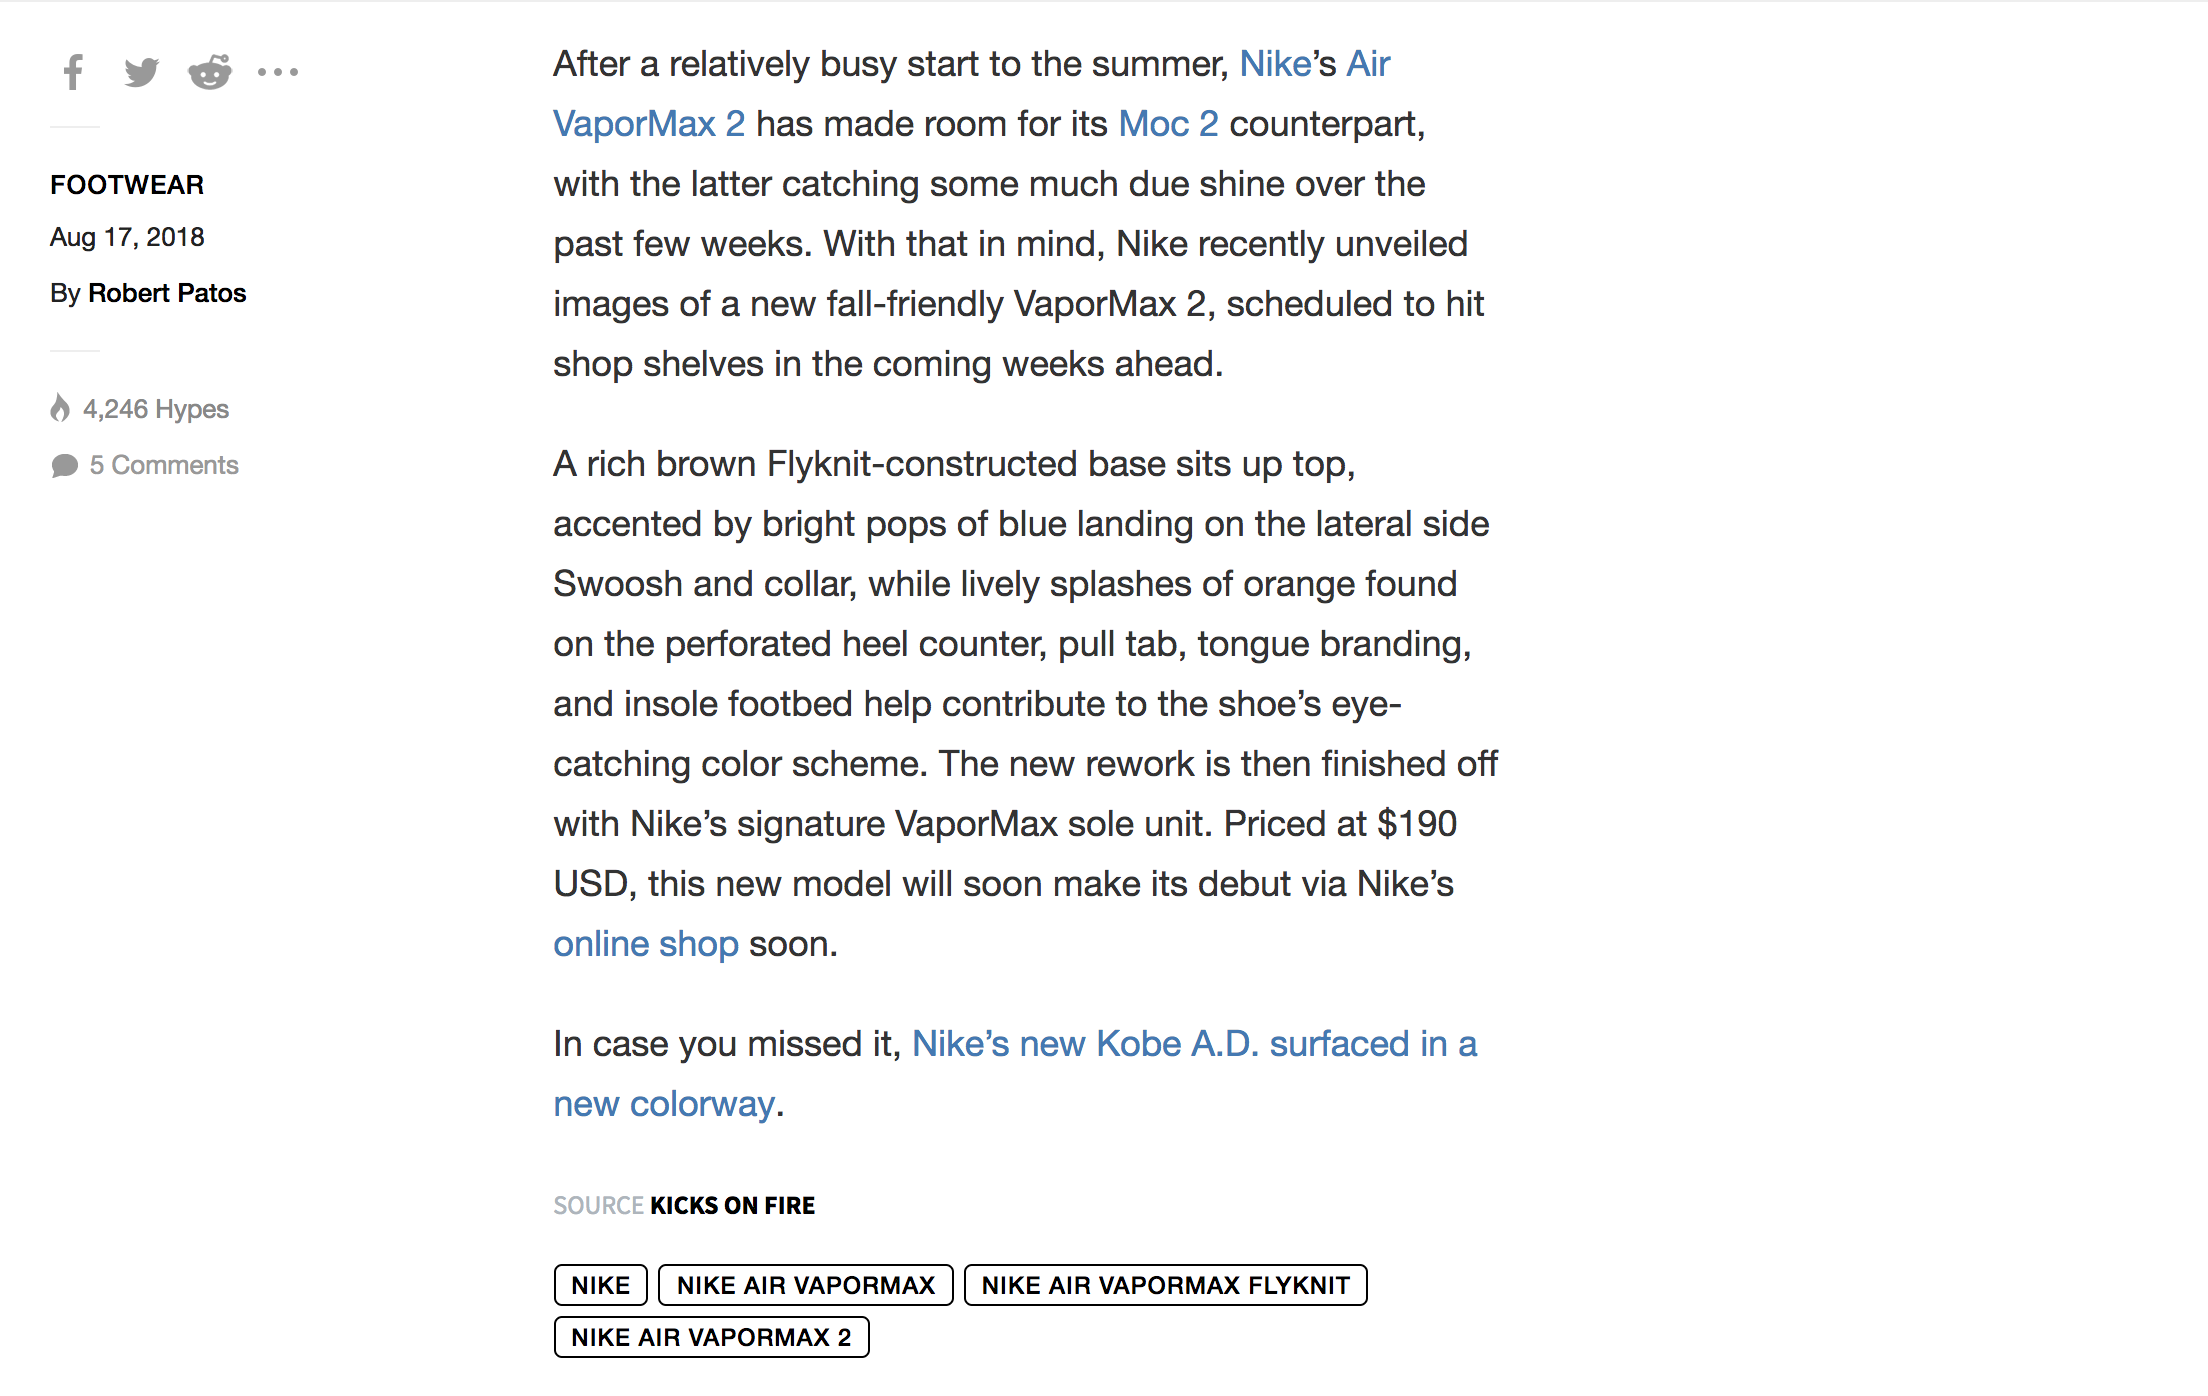 FOOTWEAR
Aug 17, 2018
By Robert Patos
4,246 Hypes
5 Comments
After a relatively busy start to the summer, Nike’s Air
VaporMax 2 has made room for its Moc 2 counterpart,
with the latter catching some much due shine over the
past few weeks. With that in mind, Nike recently unveiled
images of a new fall-friendly VaporMax 2, scheduled to hit
shop shelves in the coming weeks ahead.
A rich brown Flyknit-constructed base sits up top,
accented by bright pops of blue landing on the lateral side
Swoosh and collar, while lively splashes of orange found
on the perforated heel counter, pull tab, tongue branding,
and insole footbed help contribute to the shoe’s eye-
catching color scheme. The new rework is then finished off
with Nike’s signature VaporMax sole unit. Priced at $190
USD, this new model will soon make its debut via Nike’s
online shop soon.
In case you missed it, Nike’s new Kobe A.D. surfaced in a
new colorway.
SOURCE KICKS ON FIRE
NIKE NIKE AIR VAPORMAX NIKE AIR VAPORMAX FLYKNIT
NIKE AIR VAPORMAX 2